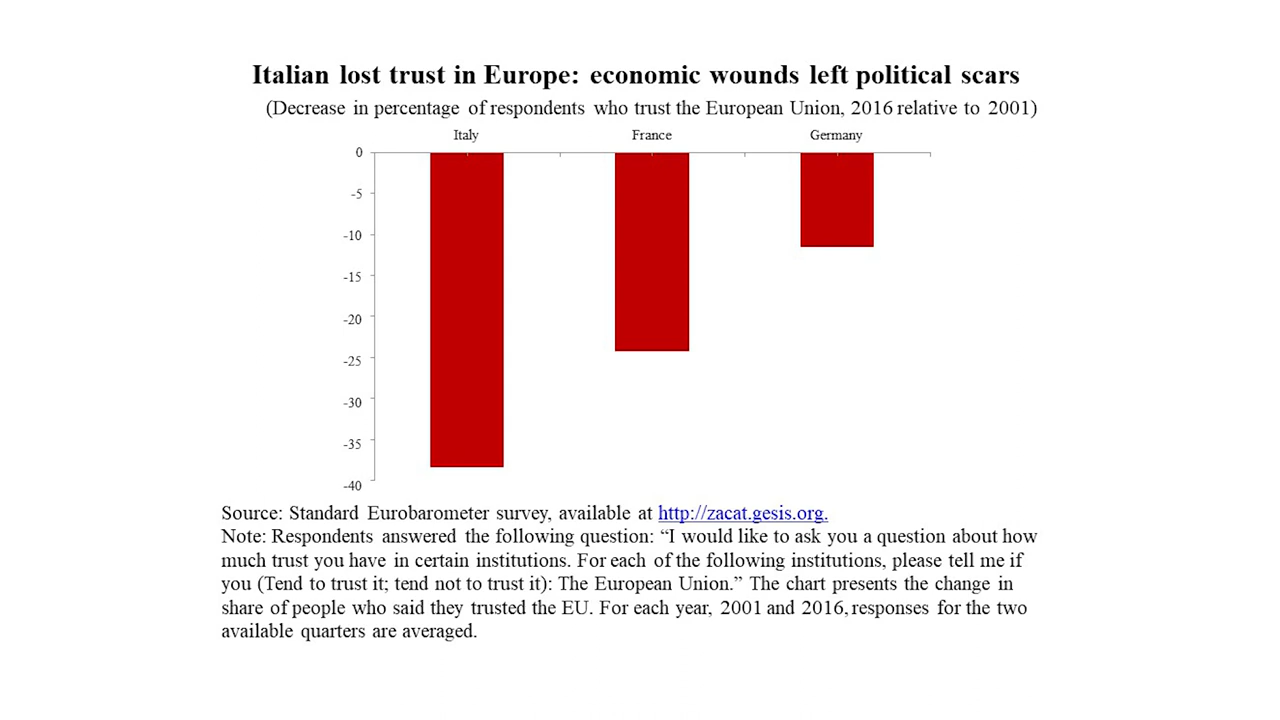 Italian lost trust in Europe: economic wounds left political scars
(Decrease in percentage of respondents who trust the European Union, 2016 relative to 2001)
Italy France Germany
0
-5
-10
-15
-20
-25
-30
-35
-40
Source: Standard Eurobarometer survey, available at http://zacat.gesis.org.
Note: Respondents answered the following question: “I would like to ask you a question about how
much trust you have in certain institutions. For each of the following institutions, please tell me if
you (Tend to trust it; tend not to trust it): The European Union.” The chart presents the change in
share of people who said they trusted the EU. For each year, 2001 and 2016, responses for the two
available quarters are averaged.